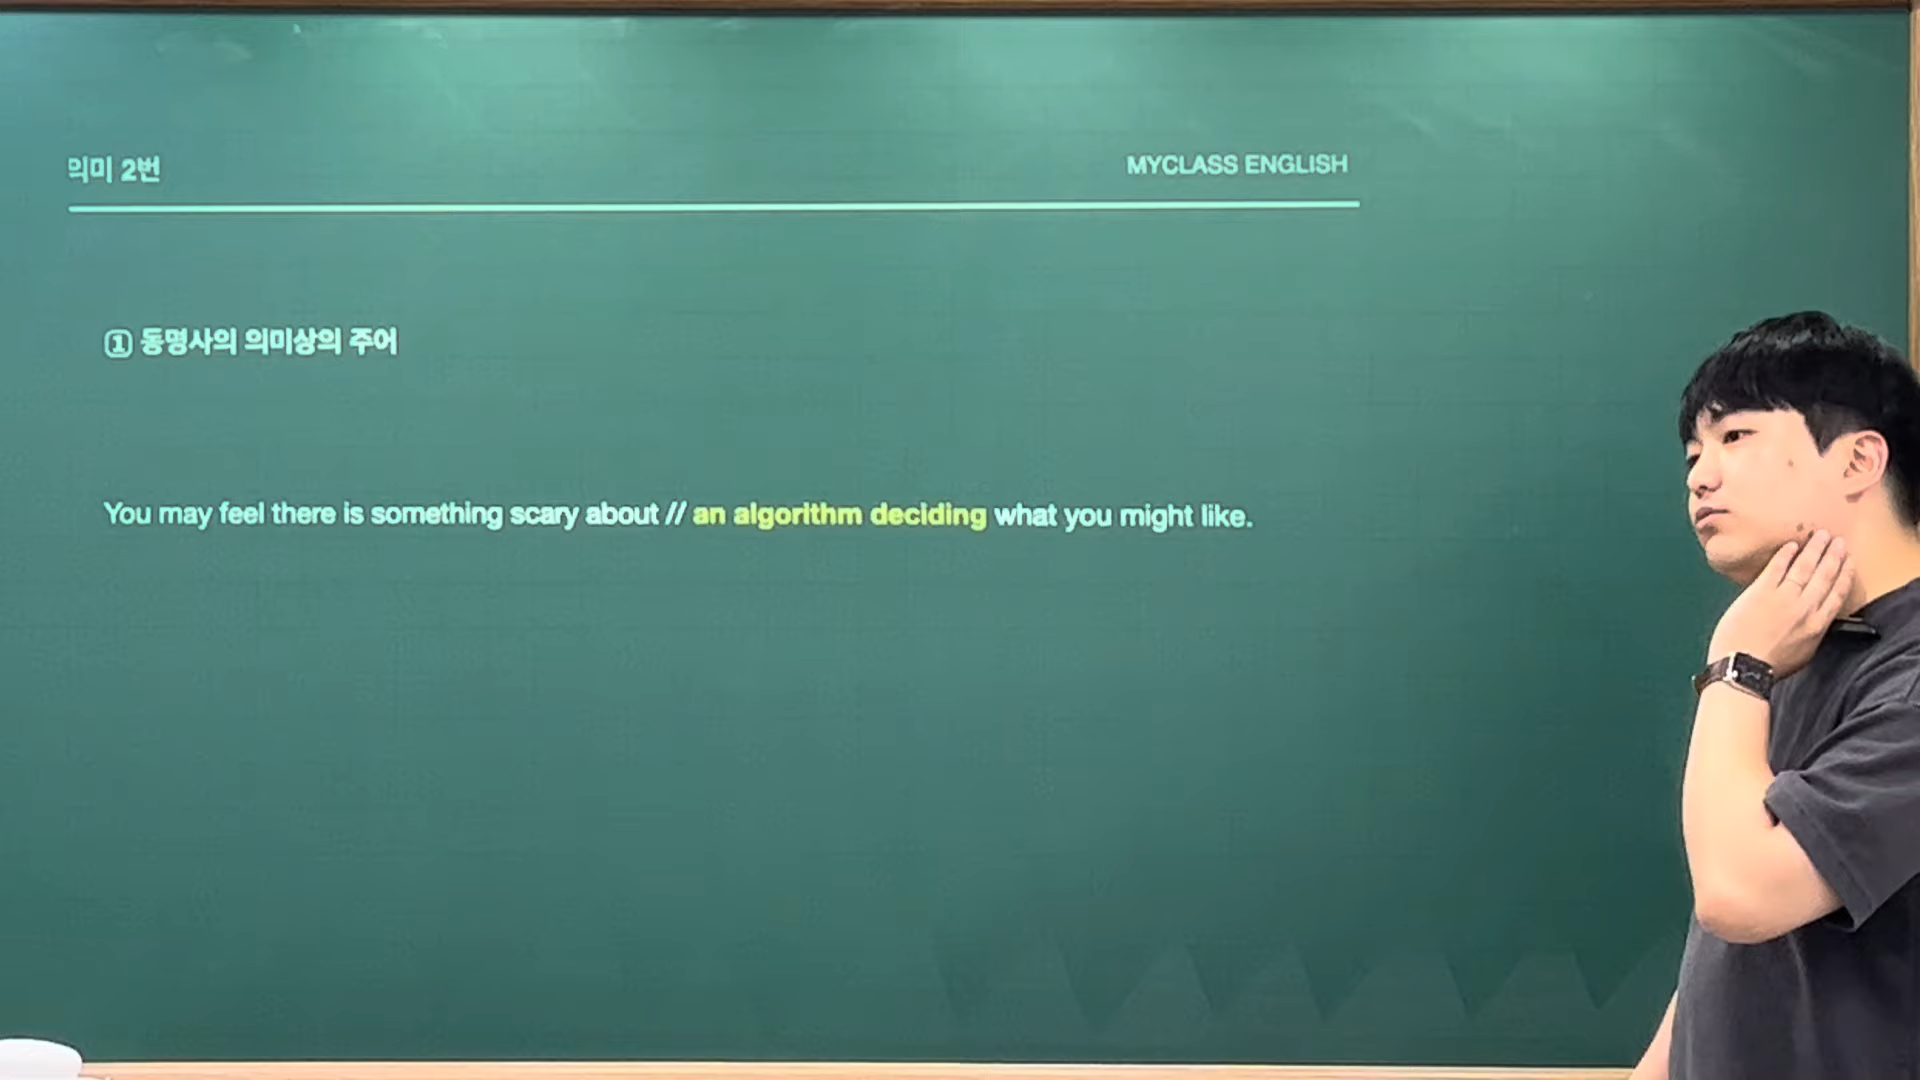 의미 2번
MYCLASS ENGLISH
① 동명사의 의미상의 주어
You may feel there is something scary about // an algorithm deciding what you might like.